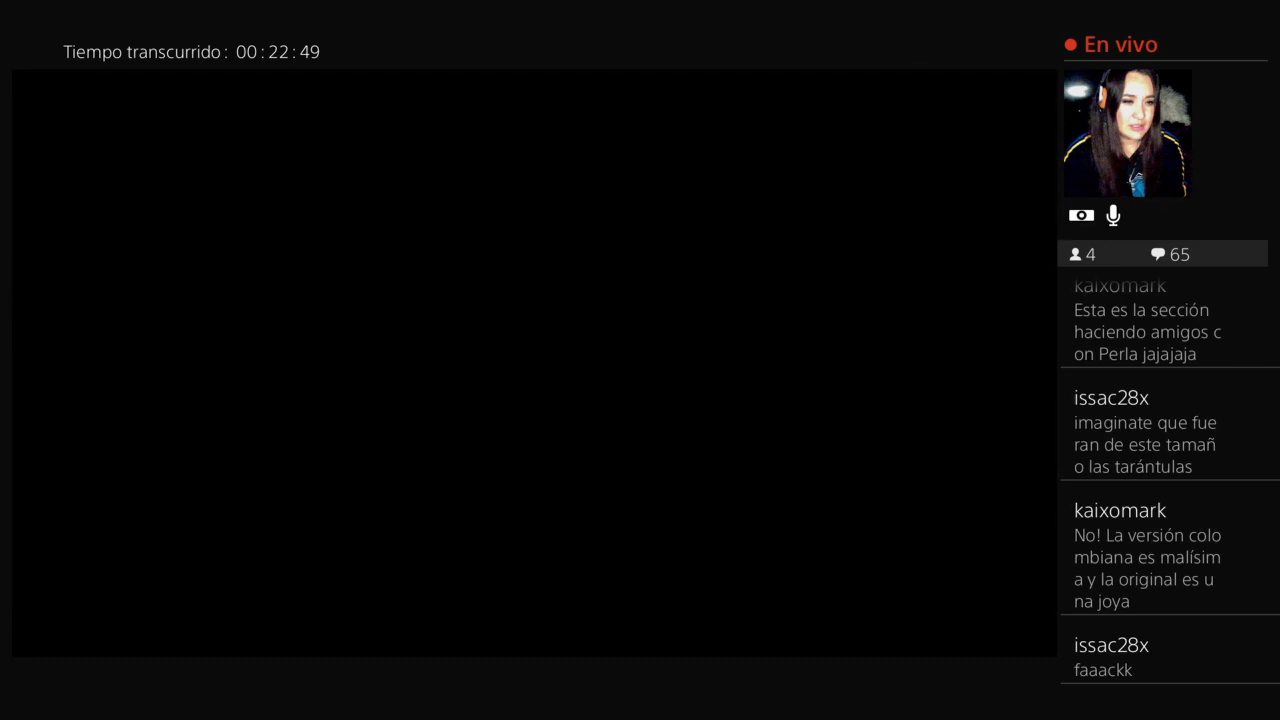 Tiempo transcurrido : 00 : 22 : 49
En vivo
4 65
kaixomark
Esta es la sección
haciendo amigos c
on Perla jajajaja
issac28x
imaginate que fue
ran de este tamañ
o las tarántulas
kaixomark
No! La versión colo
mbiana es malísim
a y la original es u
na joya
issac28x
faaackk